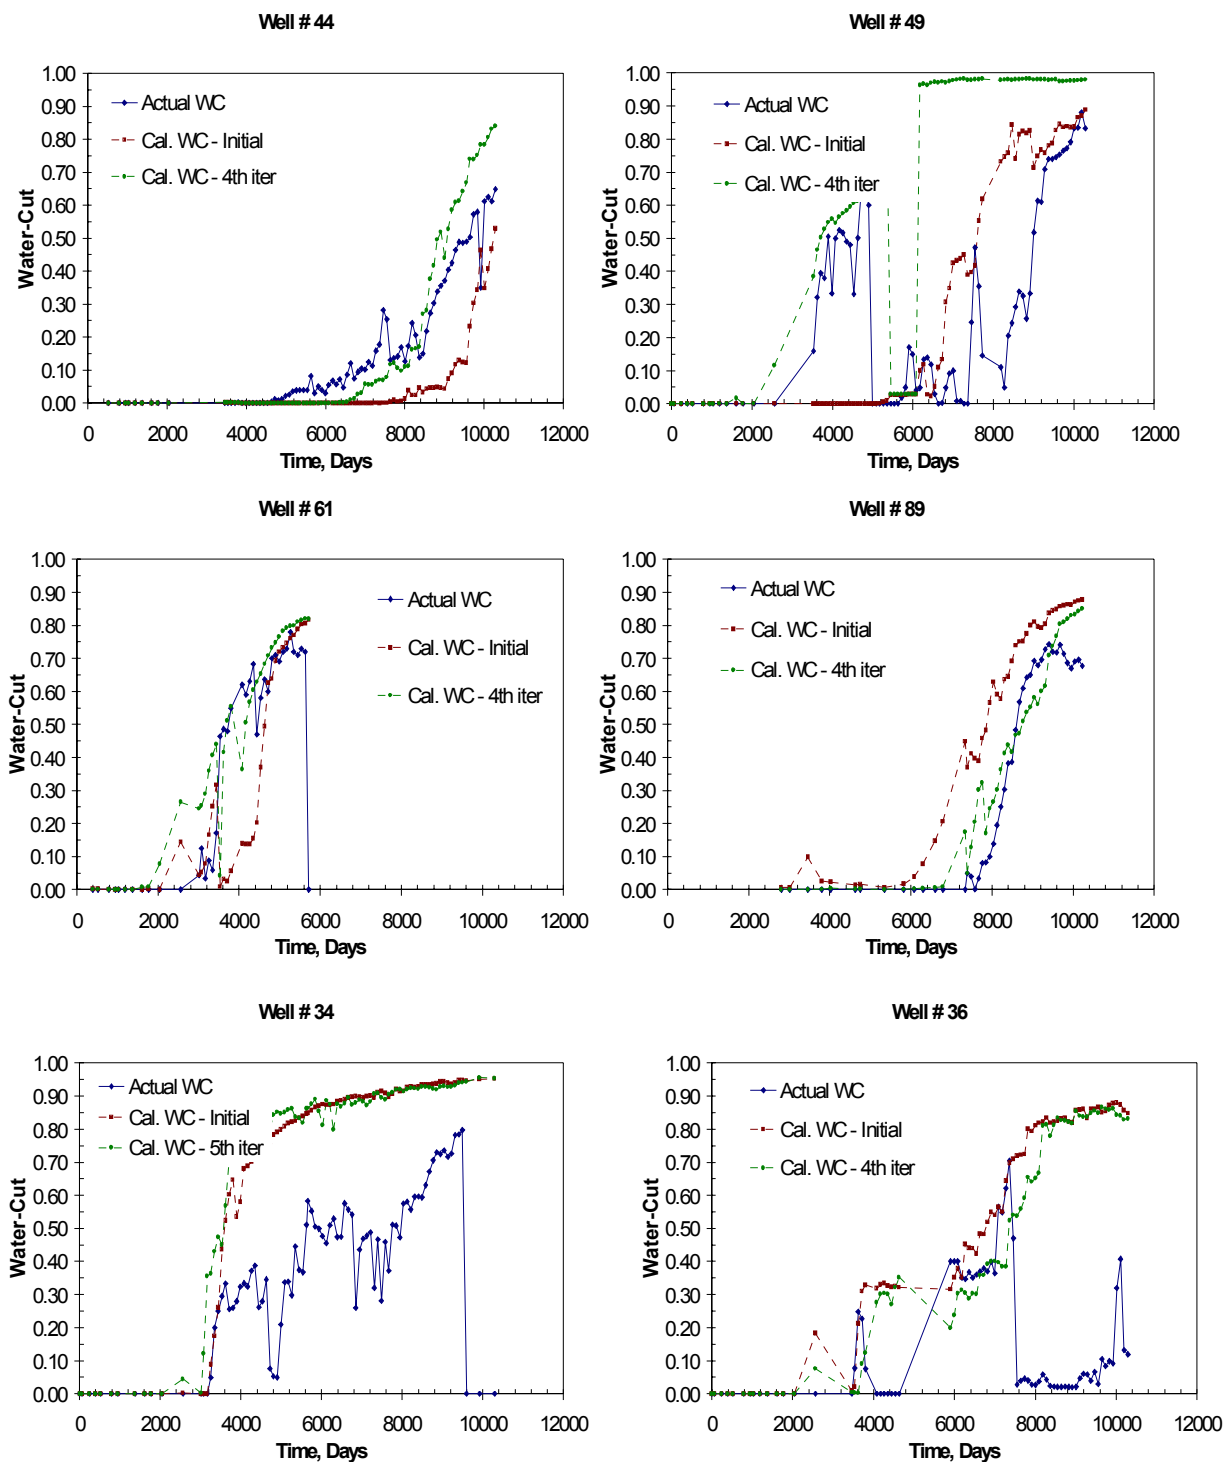 Well # 44
1.00
0.90
0.80
0.70
0.60
0.50
0.40
0.30
0.20
0.10
0.00
Water-Cut
Actual WC
Cal. WC - Initial
Cal. WC - 4th iter
0 2000 4000 6000 8000 10000 12000
Time, Days
Well # 49
1.00
0.90
0.80
0.70
0.60
0.50
0.40
0.30
0.20
0.10
0.00
Water-Cut
Actual WC
Cal. WC - Initial
Cal. WC - 4th iter
0 2000 4000 6000 8000 10000 12000
Time, Days
Well # 61
1.00
0.90
0.80
0.70
0.60
0.50
0.40
0.30
0.20
0.10
0.00
Water-Cut
Actual WC
Cal. WC - Initial
Cal. WC - 4th iter
0 2000 4000 6000 8000 10000 12000
Time, Days
Well # 89
1.00
0.90
0.80
0.70
0.60
0.50
0.40
0.30
0.20
0.10
0.00
Water-Cut
Actual WC
Cal. WC - Initial
Cal. WC - 4th iter
0 2000 4000 6000 8000 10000 12000
Time, Days
Well # 34
1.00
0.90
0.80
0.70
0.60
0.50
0.40
0.30
0.20
0.10
0.00
Water-Cut
Actual WC
Cal. WC - Initial
Cal. WC - 5th iter
0 2000 4000 6000 8000 10000 12000
Time, Days
Well # 36
1.00
0.90
0.80
0.70
0.60
0.50
0.40
0.30
0.20
0.10
0.00
Water-Cut
Actual WC
Cal. WC - Initial
Cal. WC - 4th iter
0 2000 4000 6000 8000 10000 12000
Time, Days